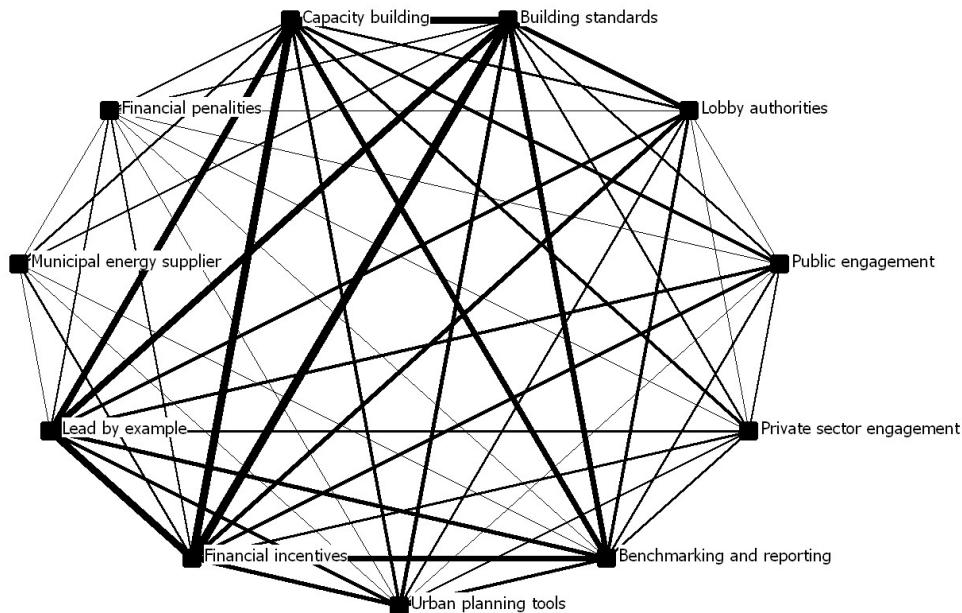 Capacity building
Building standards
Financial penalities
Lobby authorities
Municipal energy supplier
Public engagement
Lead by example
Private sector engagement
Financial incentives
Benchmarking and reporting
Urban planning tools